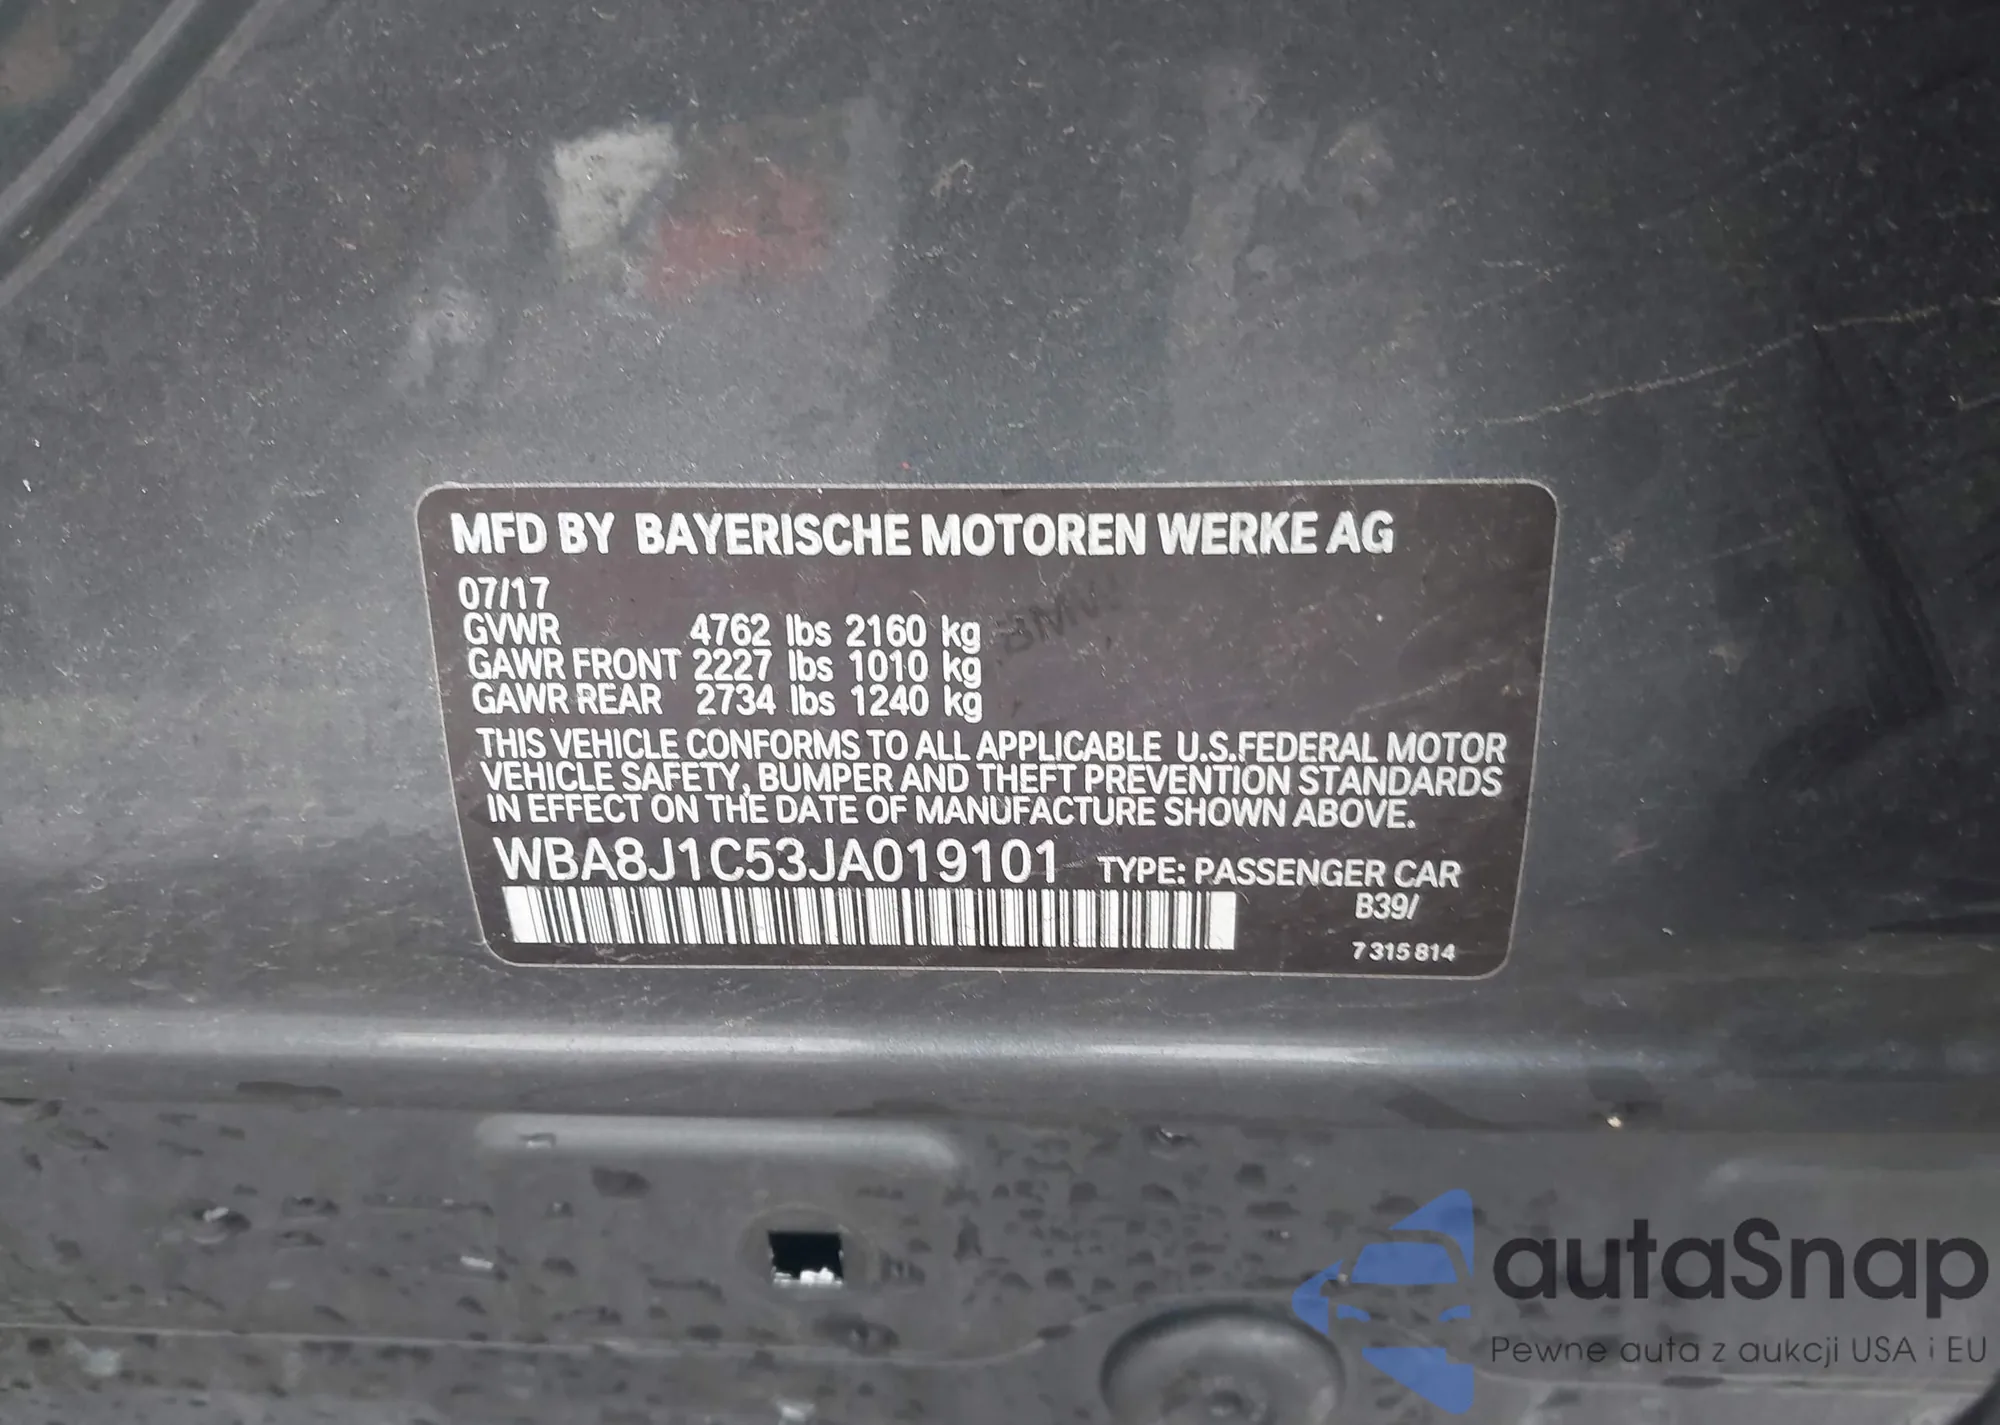 MFD BY BAYERISCHE MOTOREN WERKE AG
07/17
GVWR 4762 lbs 2160 kg
GAWR FRONT 2227 lbs 1010 kg
GAWR REAR 2734 lbs 1240 kg
THIS VEHICLE CONFORMS TO ALL APPLICABLE U.S.FEDERAL MOTOR
VEHICLE SAFETY, BUMPER AND THEFT PREVENTION STANDARDS
IN EFFECT ON THE DATE OF MANUFACTURE SHOWN ABOVE.
WBA8J1C53JA019101 TYPE: PASSENGER CAR
B39/
7 315 814
autaSnap
Pewne auta z aukcji USA i EU